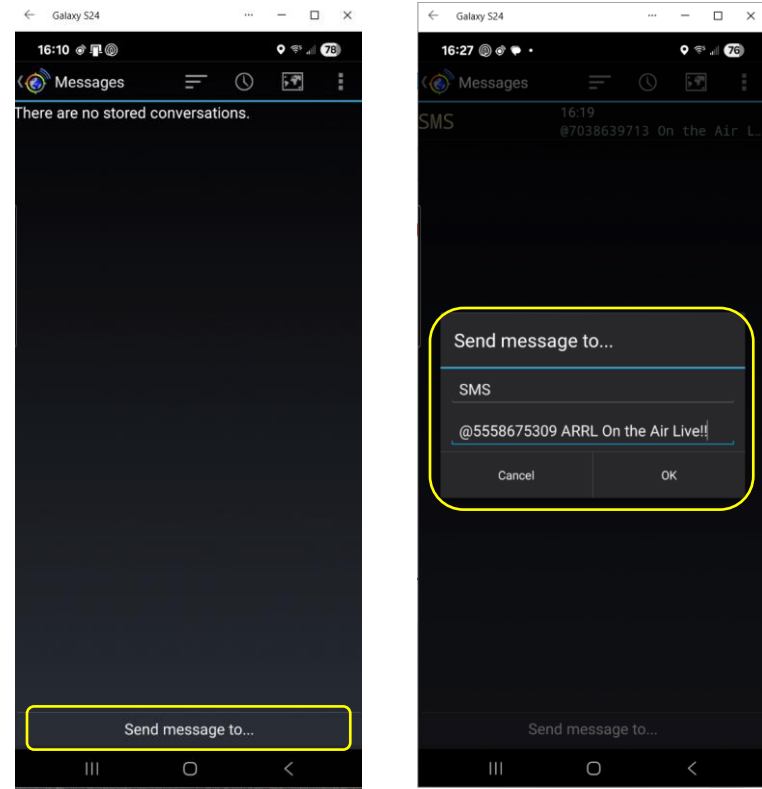 Galaxy S24
16:10
78
Messages
There are no stored conversations.
Send message to...
Galaxy S24
16:27
76
Messages
SMS
16:19
@7038639713 On the Air L..
Send message to...
SMS
@5558675309 ARRL On the Air Live!!
Cancel
OK
Send message to...